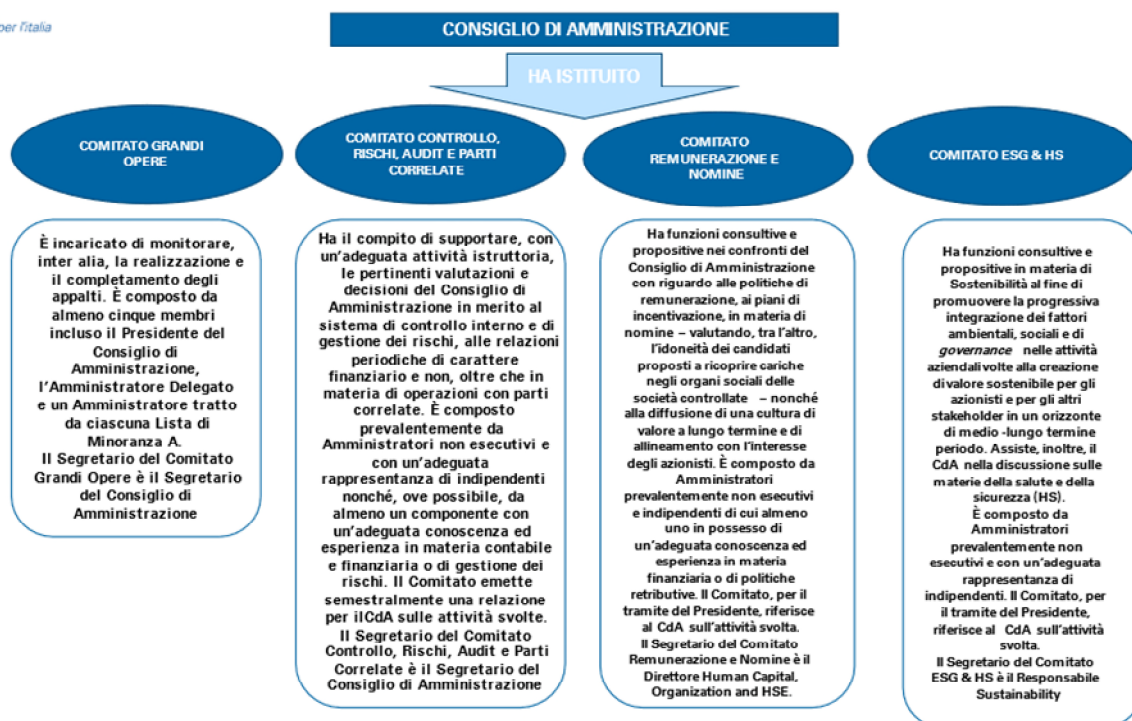 per l'italia
CONSIGLIO DI AMMINISTRAZIONE
HA ISTITUITO
COMITATO GRANDI
OPERE
È incaricato di monitorare,
inter alia, la realizzazione e
il completamento degli
appalti. È composto da
almeno cinque membri
incluso il Presidente del
Consiglio di
Amministrazione,
l'Amministratore Delegato
e un Amministratore tratto
da ciascuna Lista di
Minoranza A.
Il Segretario del Comitato
Grandi Opere è il Segretario
del Consiglio di
Amministrazione
COMITATO CONTROLLO,
RISCHI, AUDIT E PARTI
CORRELATE
Ha il compito di supportare, con
un'adeguata attività istruttoria,
le pertinenti valutazioni e
decisioni del Consiglio di
Amministrazione in merito al
sistema di controllo interno e di
gestione dei rischi, alle relazioni
periodiche di carattere
finanziario e non, oltre che in
materia di operazioni con parti
correlate. È composto
prevalentemente da
Amministratori non esecutivi e
con un'adeguata
rappresentanza di indipendenti
nonché, ove possibile, da
almeno un componente con
un'adeguata conoscenza ed
esperienza in materia contabile
e finanziaria o di gestione dei
rischi. Il Comitato emette
semestralmente una relazione
per ilCdA sulle attività svolte.
Il Segretario del Comitato
Controllo, Rischi, Audit e Parti
Correlate è il Segretario del
Consiglio di Amministrazione
COMITATO
REMUNERAZIONE E
NOMINE
Ha funzioni consultive e
propositive nei confronti del
Consiglio di Amministrazione
con riguardo alle politiche di
remunerazione, ai piani di
incentivazione, in materia di
nomine – valutando, tra l'altro,
l'idoneità dei candidati
proposti a ricoprire cariche
negli organi sociali delle
società controllate – nonché
alla diffusione di una cultura di
valore a lungo termine e di
allineamento con l'interesse
degli azionisti. È composto da
Amministratori
prevalentemente non esecutivi
e indipendenti di cui almeno
uno in possesso di
un'adeguata conoscenza ed
esperienza in materia
finanziaria o di politiche
retributive. Il Comitato, per il
tramite del Presidente, riferisce
al CdA sull'attività svolta.
Il Segretario del Comitato
Remunerazione e Nomine è il
Direttore Human Capital,
Organization and HSE.
COMITATO ESG & HS
Ha funzioni consultive e
propositive in materia di
Sostenibilità al fine di
promuovere la progressiva
integrazione dei fattori
ambientali, sociali e di
governance nelle attività
aziendali volte alla creazione
di valore sostenibile per gli
azionisti e per gli altri
stakeholder in un orizzonte
di medio -lungo termine
periodo. Assiste, inoltre, il
CdA nella discussione sulle
materie della salute e della
sicurezza (HS).
È composto da
Amministratori
prevalentemente non
esecutivi e con un'adeguata
rappresentanza di
indipendenti. Il Comitato, per
il tramite del Presidente,
riferisce al CdA sull'attività
svolta.
Il Segretario del Comitato
ESG & HS è il Responsabile
Sustainability